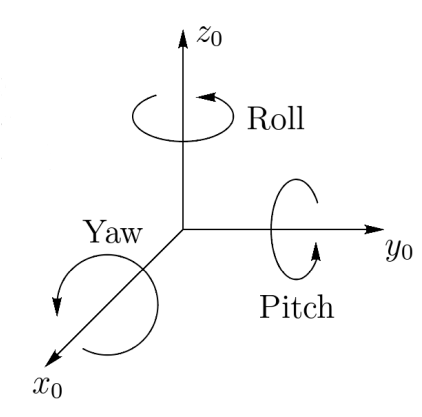 z₀
Roll
Yaw
y₀
Pitch
x₀